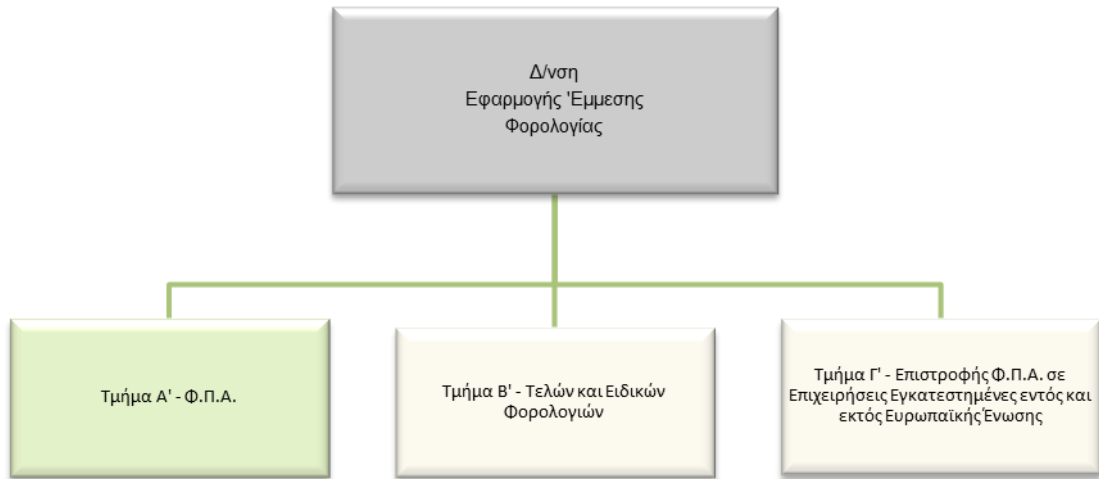 Δ/νση
Εφαρμογής 'Εμμεσης
Φορολογίας
Τμήμα Α' - Φ.Π.Α.
Τμήμα Β' - Τελών και Ειδικών
Φορολογιών
Τμήμα Γ' - Επιστροφής Φ.Π.Α. σε
Επιχειρήσεις Εγκατεστημένες εντός και
εκτός Ευρωπαϊκής Ένωσης